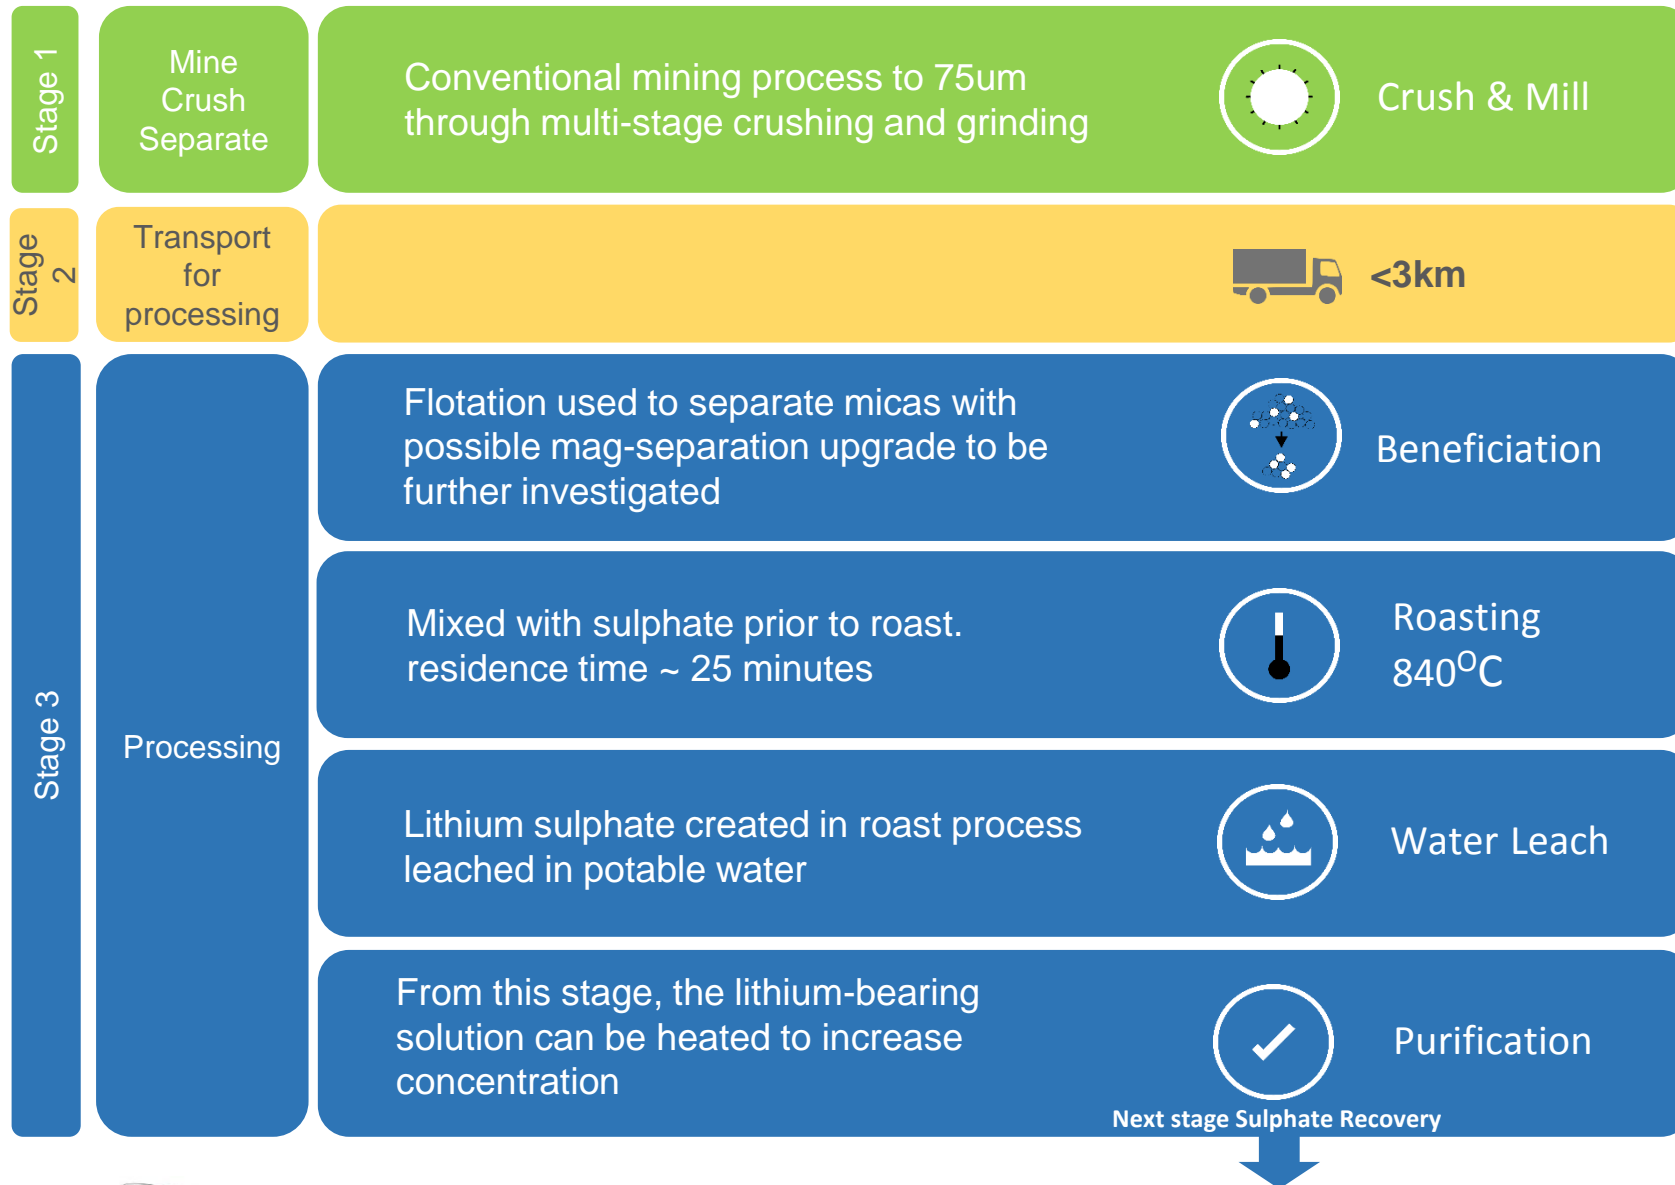 Stage 1
Mine
Crush
Separate
Conventional mining process to 75um
through multi-stage crushing and grinding
Crush & Mill
Stage
2
Transport
for
processing
<3km
Stage 3
Processing
Flotation used to separate micas with
possible mag-separation upgrade to be
further investigated
Beneficiation
Mixed with sulphate prior to roast.
residence time ~ 25 minutes
Roasting
840ᴼC
Lithium sulphate created in roast process
leached in potable water
Water Leach
From this stage, the lithium-bearing
solution can be heated to increase
concentration
Purification
Next stage Sulphate Recovery